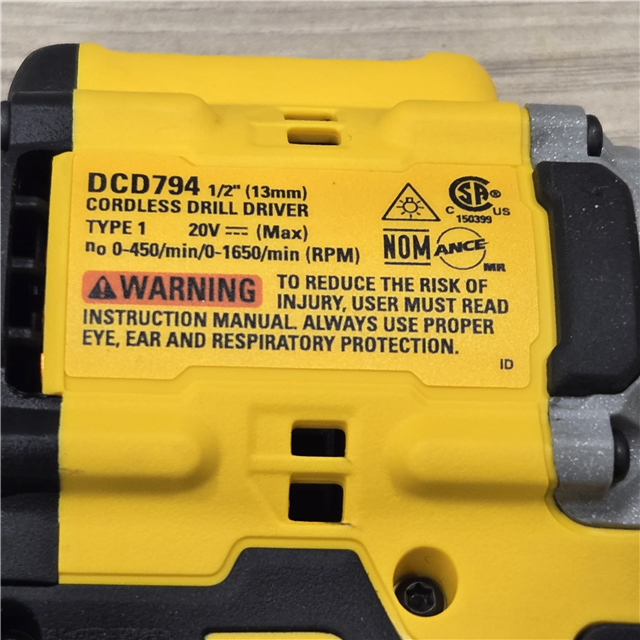 DCD794 1/2" (13mm)
CORDLESS DRILL DRIVER
TYPE 1 20V ⎓ (Max)
no 0-450/min/0-1650/min (RPM)
CSA®
C US
150399
NOM ANCE
MR
WARNING TO REDUCE THE RISK OF
INJURY, USER MUST READ
INSTRUCTION MANUAL. ALWAYS USE PROPER
EYE, EAR AND RESPIRATORY PROTECTION.
ID